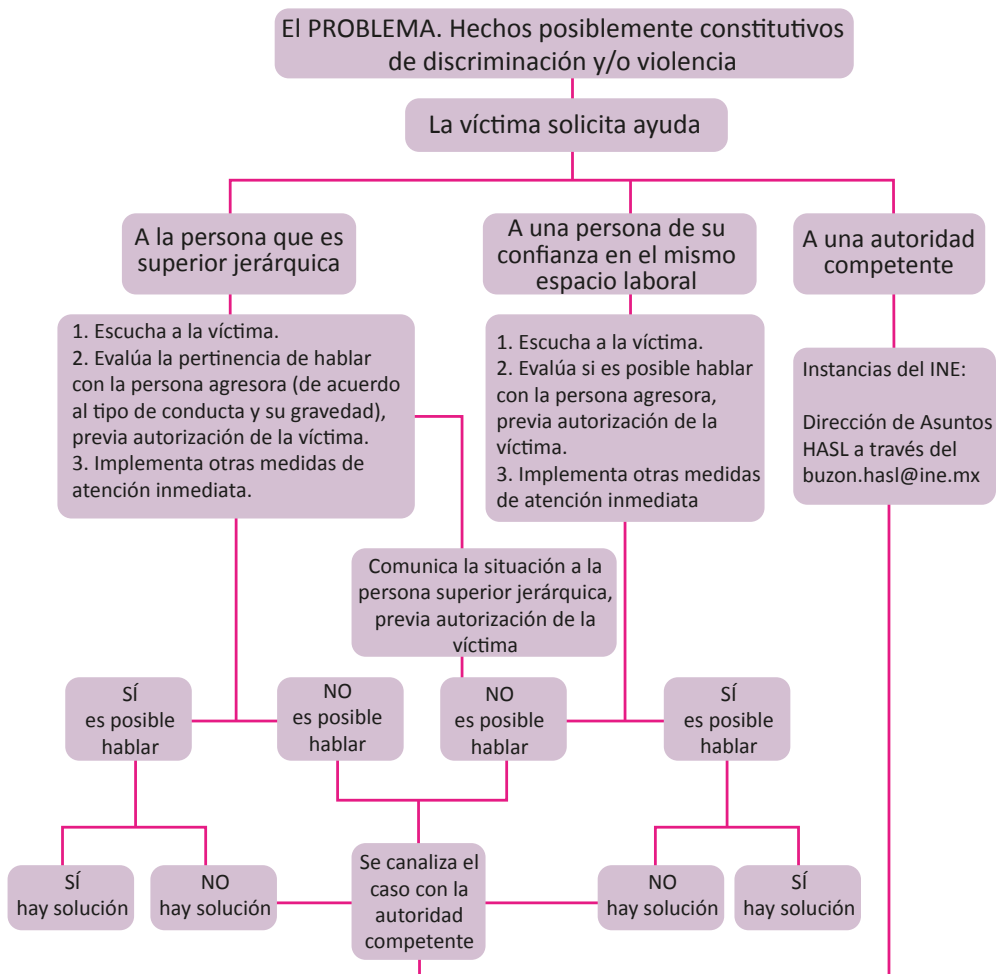 El PROBLEMA. Hechos posiblemente constitutivos
de discriminación y/o violencia
La víctima solicita ayuda
A la persona que es
superior jerárquica
A una persona de su
confianza en el mismo
espacio laboral
A una autoridad
competente
1. Escucha a la víctima.
2. Evalúa la pertinencia de hablar
con la persona agresora (de acuerdo
al tipo de conducta y su gravedad),
previa autorización de la víctima.
3. Implementa otras medidas de
atención inmediata.
1. Escucha a la víctima.
2. Evalúa si es posible hablar
con la persona agresora,
previa autorización de la
víctima.
3. Implementa otras medidas
de atención inmediata
Instancias del INE:
Dirección de Asuntos
HASL a través del
buzon.hasl@ine.mx
Comunica la situación a la
persona superior jerárquica,
previa autorización de la
víctima
SÍ
es posible
hablar
NO
es posible
hablar
NO
es posible
hablar
SÍ
es posible
hablar
SÍ
hay solución
NO
hay solución
Se canaliza el
caso con la
autoridad
competente
NO
hay solución
SÍ
hay solución